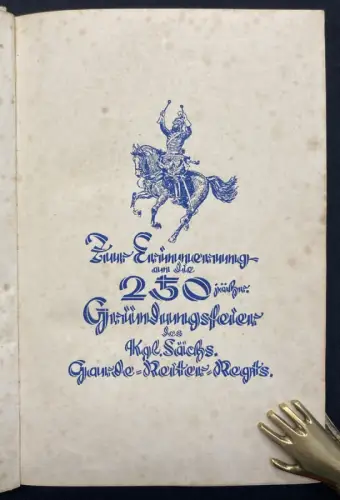 Zur Erinnerung
an die
250 jähr.
Gründungsfeier
des
Kgl. Sächs.
Garde-Reiter-Regts.